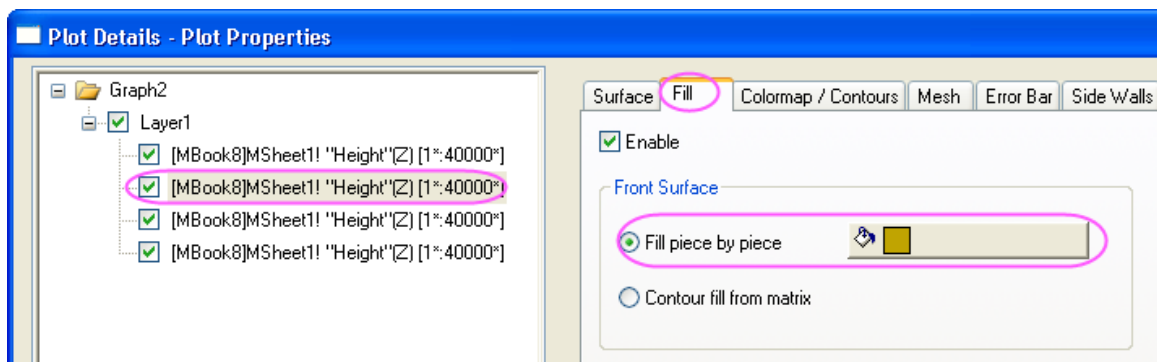 Plot Details - Plot Properties
Graph2
Layer1
[MBook8]MSheet1! "Height"(Z) [1*:40000*]
[MBook8]MSheet1! "Height"(Z) [1*:40000*]
[MBook8]MSheet1! "Height"(Z) [1*:40000*]
[MBook8]MSheet1! "Height"(Z) [1*:40000*]
Surface Fill Colormap / Contours Mesh Error Bar Side Walls
Enable
Front Surface
Fill piece by piece
Contour fill from matrix